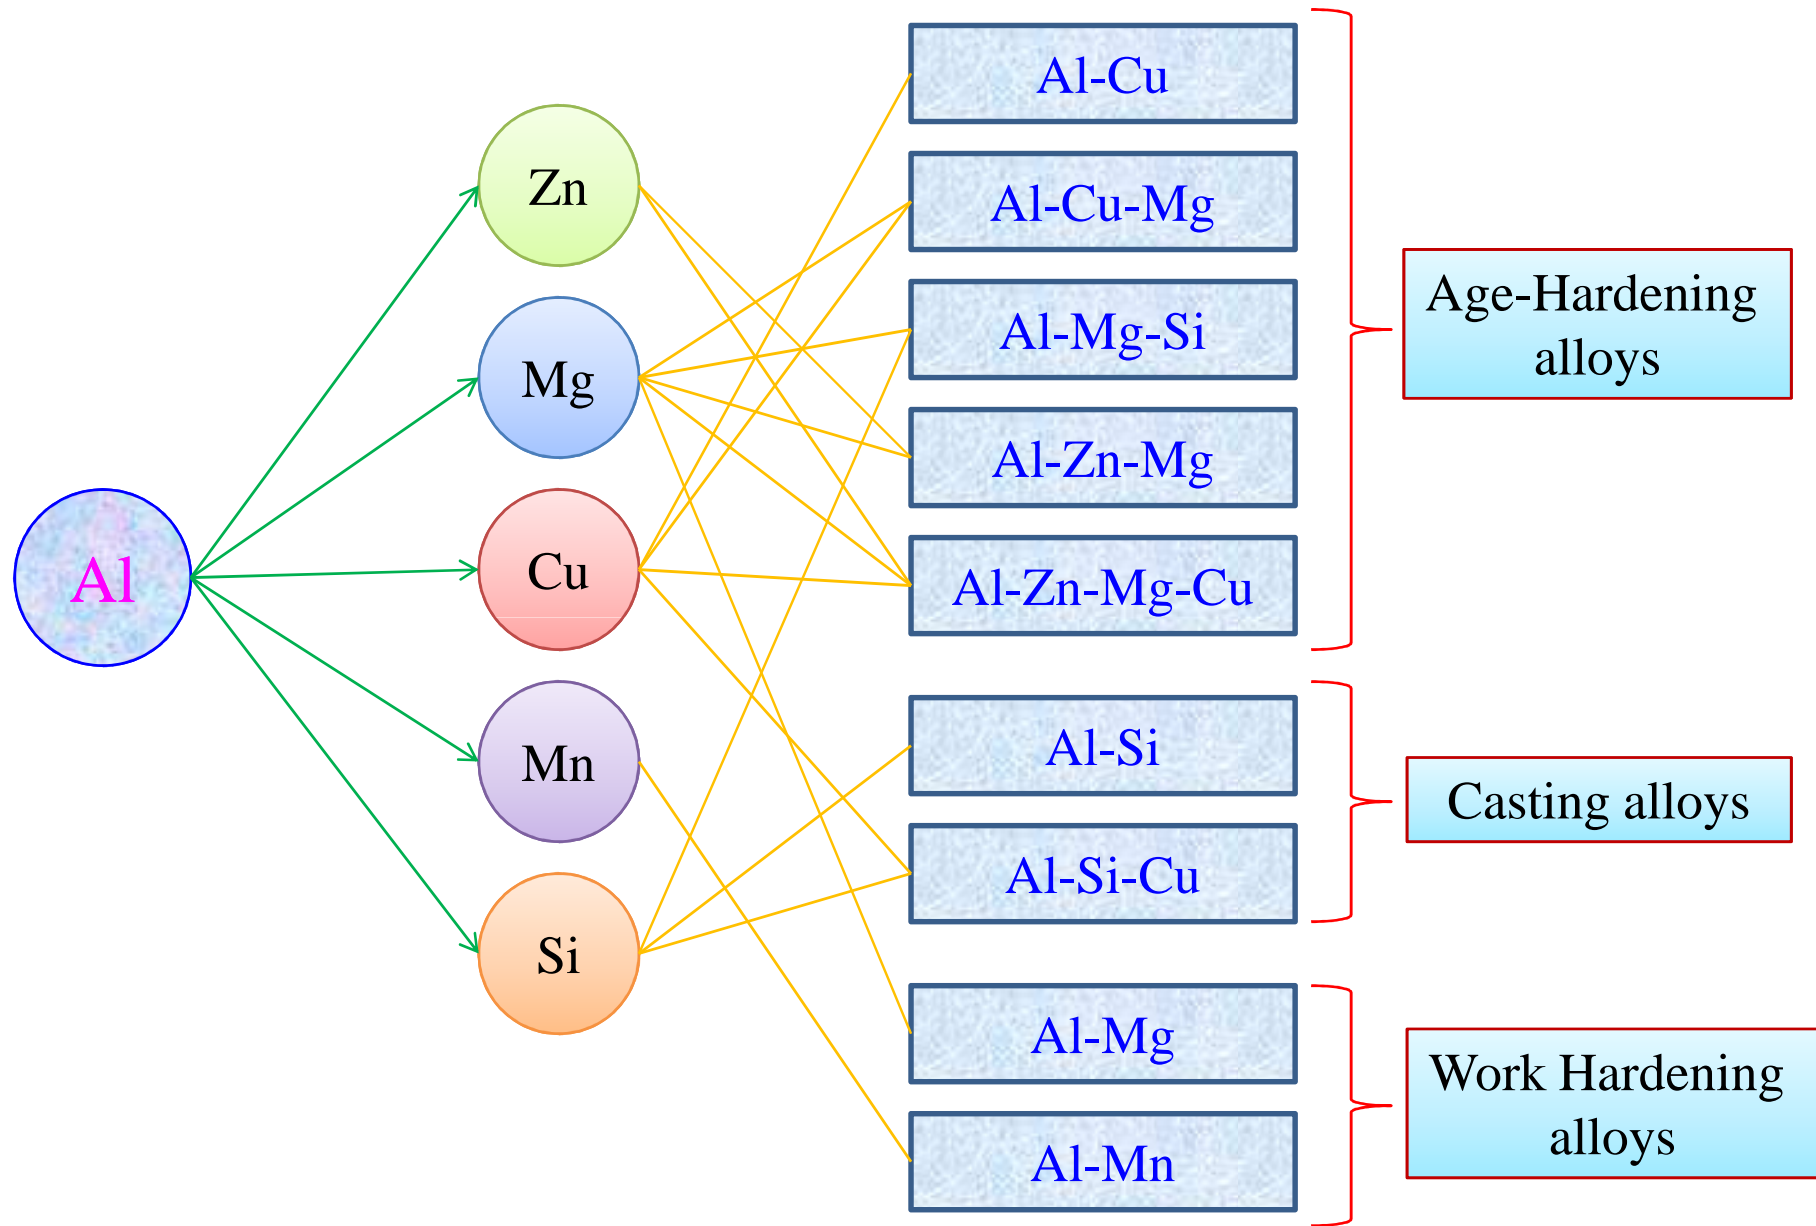 Al
Zn
Mg
Cu
Mn
Si
Al-Cu
Al-Cu-Mg
Al-Mg-Si
Al-Zn-Mg
Al-Zn-Mg-Cu
Al-Si
Al-Si-Cu
Al-Mg
Al-Mn
Age-Hardening
alloys
Casting alloys
Work Hardening
alloys